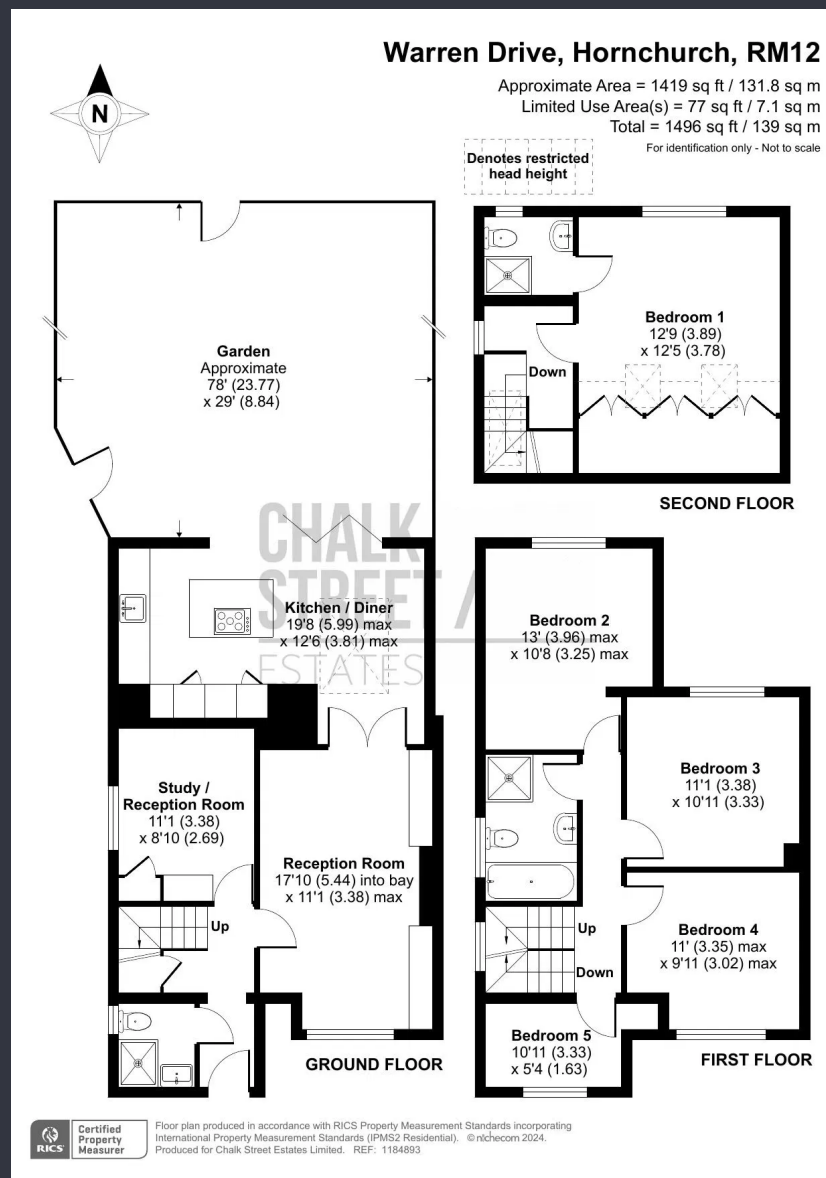 Warren Drive, Hornchurch, RM12
Approximate Area = 1419 sq ft / 131.8 sq m
Limited Use Area(s) = 77 sq ft / 7.1 sq m
Total = 1496 sq ft / 139 sq m
For identification only - Not to scale
N
Denotes restricted
head height
Garden
Approximate
78' (23.77)
x 29' (8.84)
Bedroom 1
12'9 (3.89)
x 12'5 (3.78)
Down
SECOND FLOOR
CHALK
STREET /
ESTATES
Kitchen / Diner
19'8 (5.99) max
x 12'6 (3.81) max
Study /
Reception Room
11'1 (3.38)
x 8'10 (2.69)
Reception Room
17'10 (5.44) into bay
x 11'1 (3.38) max
Up
GROUND FLOOR
Bedroom 2
13' (3.96) max
x 10'8 (3.25) max
Bedroom 3
11'1 (3.38)
x 10'11 (3.33)
Up
Down
Bedroom 4
11' (3.35) max
x 9'11 (3.02) max
Bedroom 5
10'11 (3.33)
x 5'4 (1.63)
FIRST FLOOR
RICS
Certified
Property
Measurer
Floor plan produced in accordance with RICS Property Measurement Standards incorporating
International Property Measurement Standards (IPMS2 Residential). © nichecom 2024.
Produced for Chalk Street Estates Limited. REF: 1184893